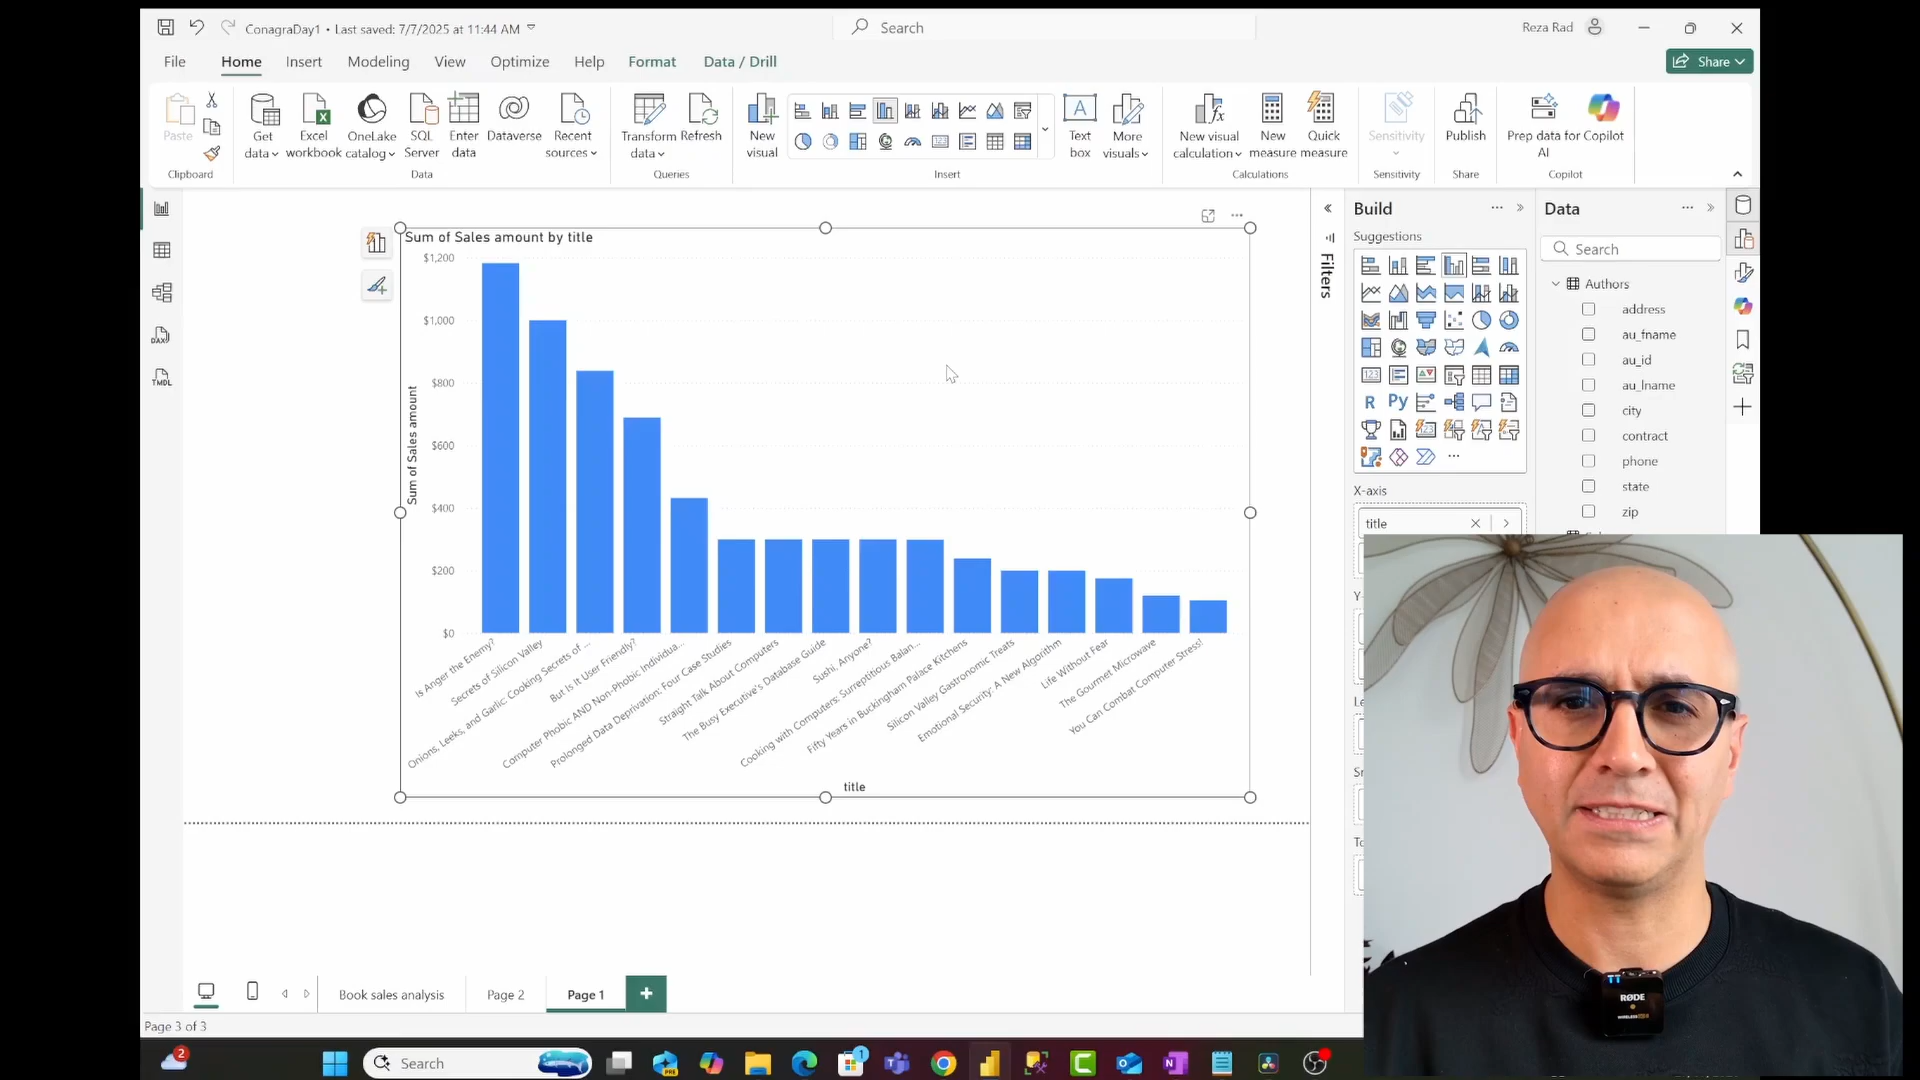 ConagraDay1 • Last saved: 7/7/2025 at 11:44 AM
Search
Reza Rad
File
Home
Insert
Modeling
View
Optimize
Help
Format
Data / Drill
Share
Paste
Get data
Excel workbook
OneLake catalog
SQL Server
Enter data
Dataverse
Recent sources
Transform data
Refresh
New visual
Text box
More visuals
New visual calculation
New measure
Quick measure
Sensitivity
Publish
Prep data for AI
Copilot
Clipboard
Data
Queries
Insert
Calculations
Sensitivity
Share
Copilot
Sum of Sales amount by title
$1,200
$1,000
$800
$600
$400
$200
$0
Sum of Sales amount
Is Anger the Enemy?
Secrets of Silicon Valley
Onions, Leeks, and Garlic: Cooking Secrets of ...
But Is It User Friendly?
Computer Phobic AND Non-Phobic Individua...
Prolonged Data Deprivation: Four Case Studies
Straight Talk About Computers
The Busy Executive's Database Guide
Sushi, Anyone?
Cooking with Computers: Surreptitious Balan...
Fifty Years in Buckingham Palace Kitchens
Silicon Valley Gastronomic Treats
Emotional Security: A New Algorithm
Life Without Fear
The Gourmet Microwave
You Can Combat Computer Stress!
title
Filters
Build
Suggestions
R
Py
123
X-axis
title
Data
Search
Authors
address
au_fname
au_id
au_lname
city
contract
phone
state
zip
DAX
TMDL
Book sales analysis
Page 2
Page 1
Page 3 of 3
2
Search
PRE
1
RØDE